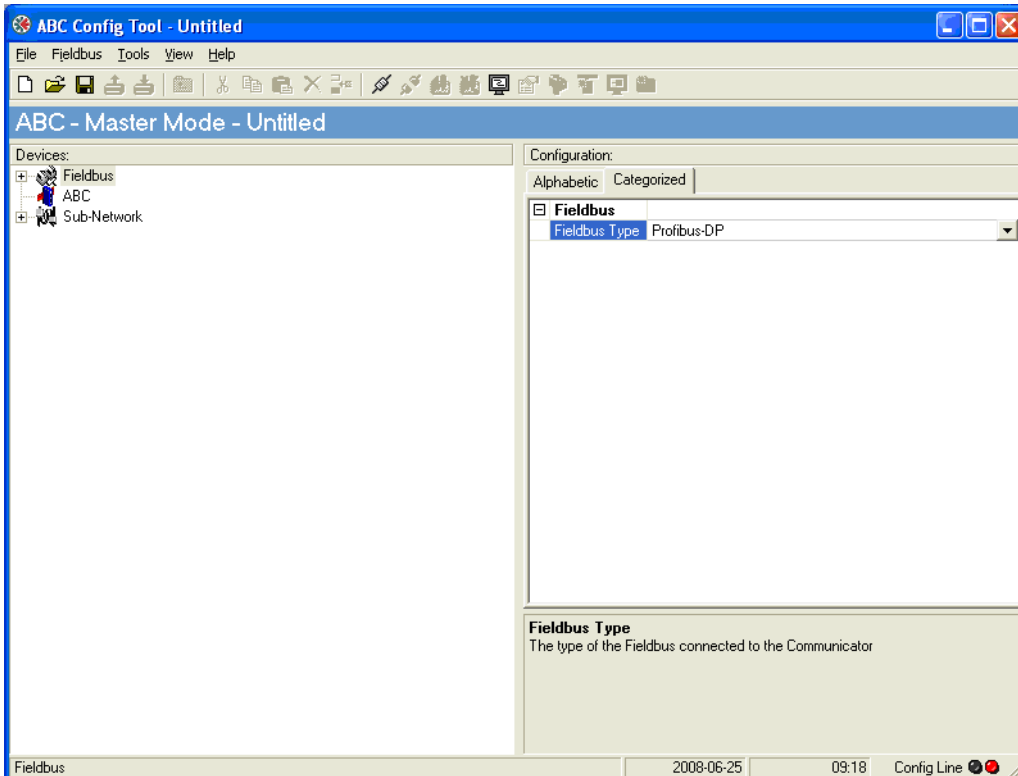 ABC Config Tool - Untitled
File Fieldbus Tools View Help
ABC - Master Mode - Untitled
Devices:
Fieldbus
ABC
Sub-Network
Configuration:
Alphabetic Categorized
Fieldbus
Fieldbus Type Profibus-DP
Fieldbus Type
The type of the Fieldbus connected to the Communicator
Fieldbus 2008-06-25 09:18 Config Line